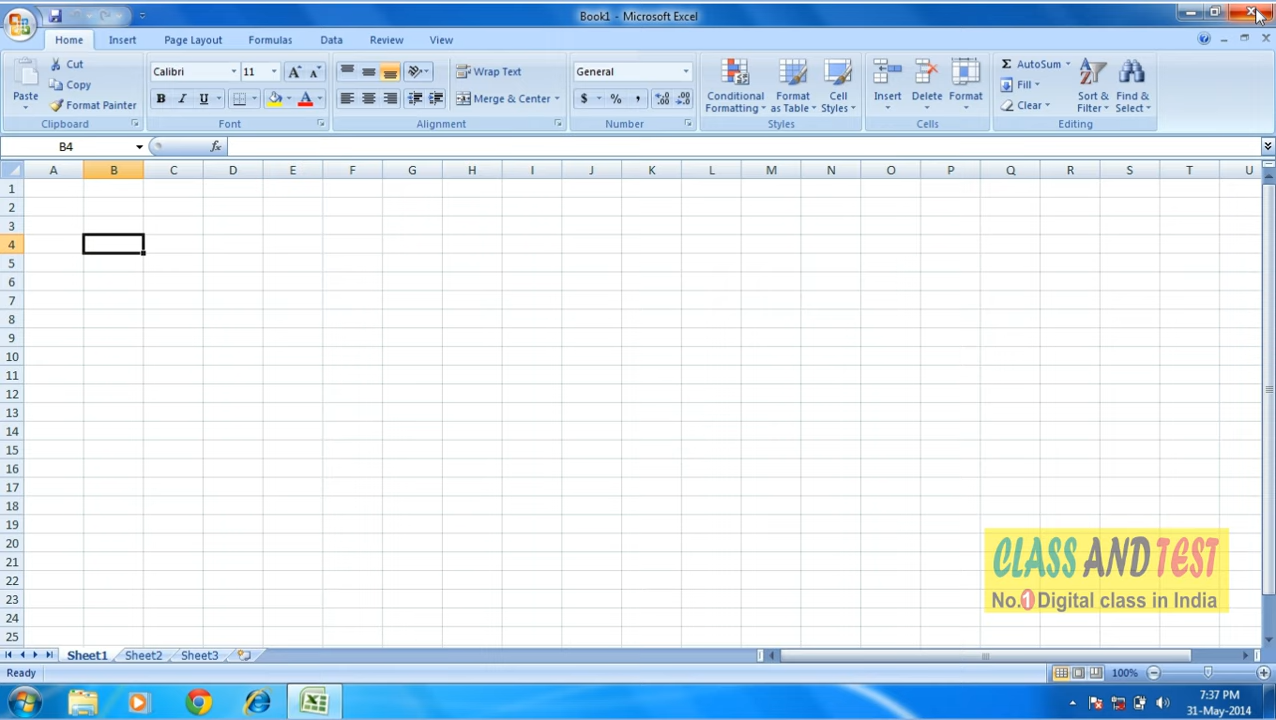 Book1 - Microsoft Excel
Home Insert Page Layout Formulas Data Review View
Cut
Copy
Format Painter
Paste
Clipboard
Calibri 11
B I U
Font
Wrap Text
Merge & Center
Alignment
General
$ % ,
Number
Conditional Formatting
Format as Table
Cell Styles
Styles
Insert Delete Format
Cells
Σ AutoSum
Fill
Clear
Sort & Filter
Find & Select
Editing
B4 fx
A B C D E F G H I J K L M N O P Q R S T U
1
2
3
4
5
6
7
8
9
10
11
12
13
14
15
16
17
18
19
20
21
22
23
24
25
CLASS AND TEST
No.1 Digital class in India
Sheet1 Sheet2 Sheet3
Ready 100%
7:37 PM
31-May-2014